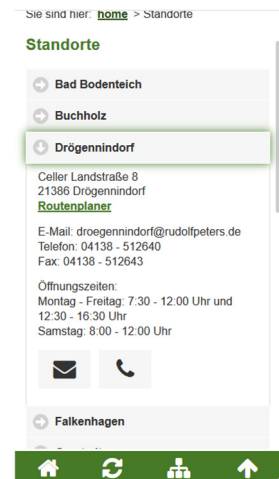 Sie sind hier: home > Standorte
Standorte
Bad Bodenteich
Buchholz
Drögennindorf
Celler Landstraße 8
21386 Drögennindorf
Routenplaner
E-Mail: droegennindorf@rudolfpeters.de
Telefon: 04138 - 512640
Fax: 04138 - 512643
Öffnungszeiten:
Montag - Freitag: 7:30 - 12:00 Uhr und
12:30 - 16:30 Uhr
Samstag: 8:00 - 12:00 Uhr
Falkenhagen